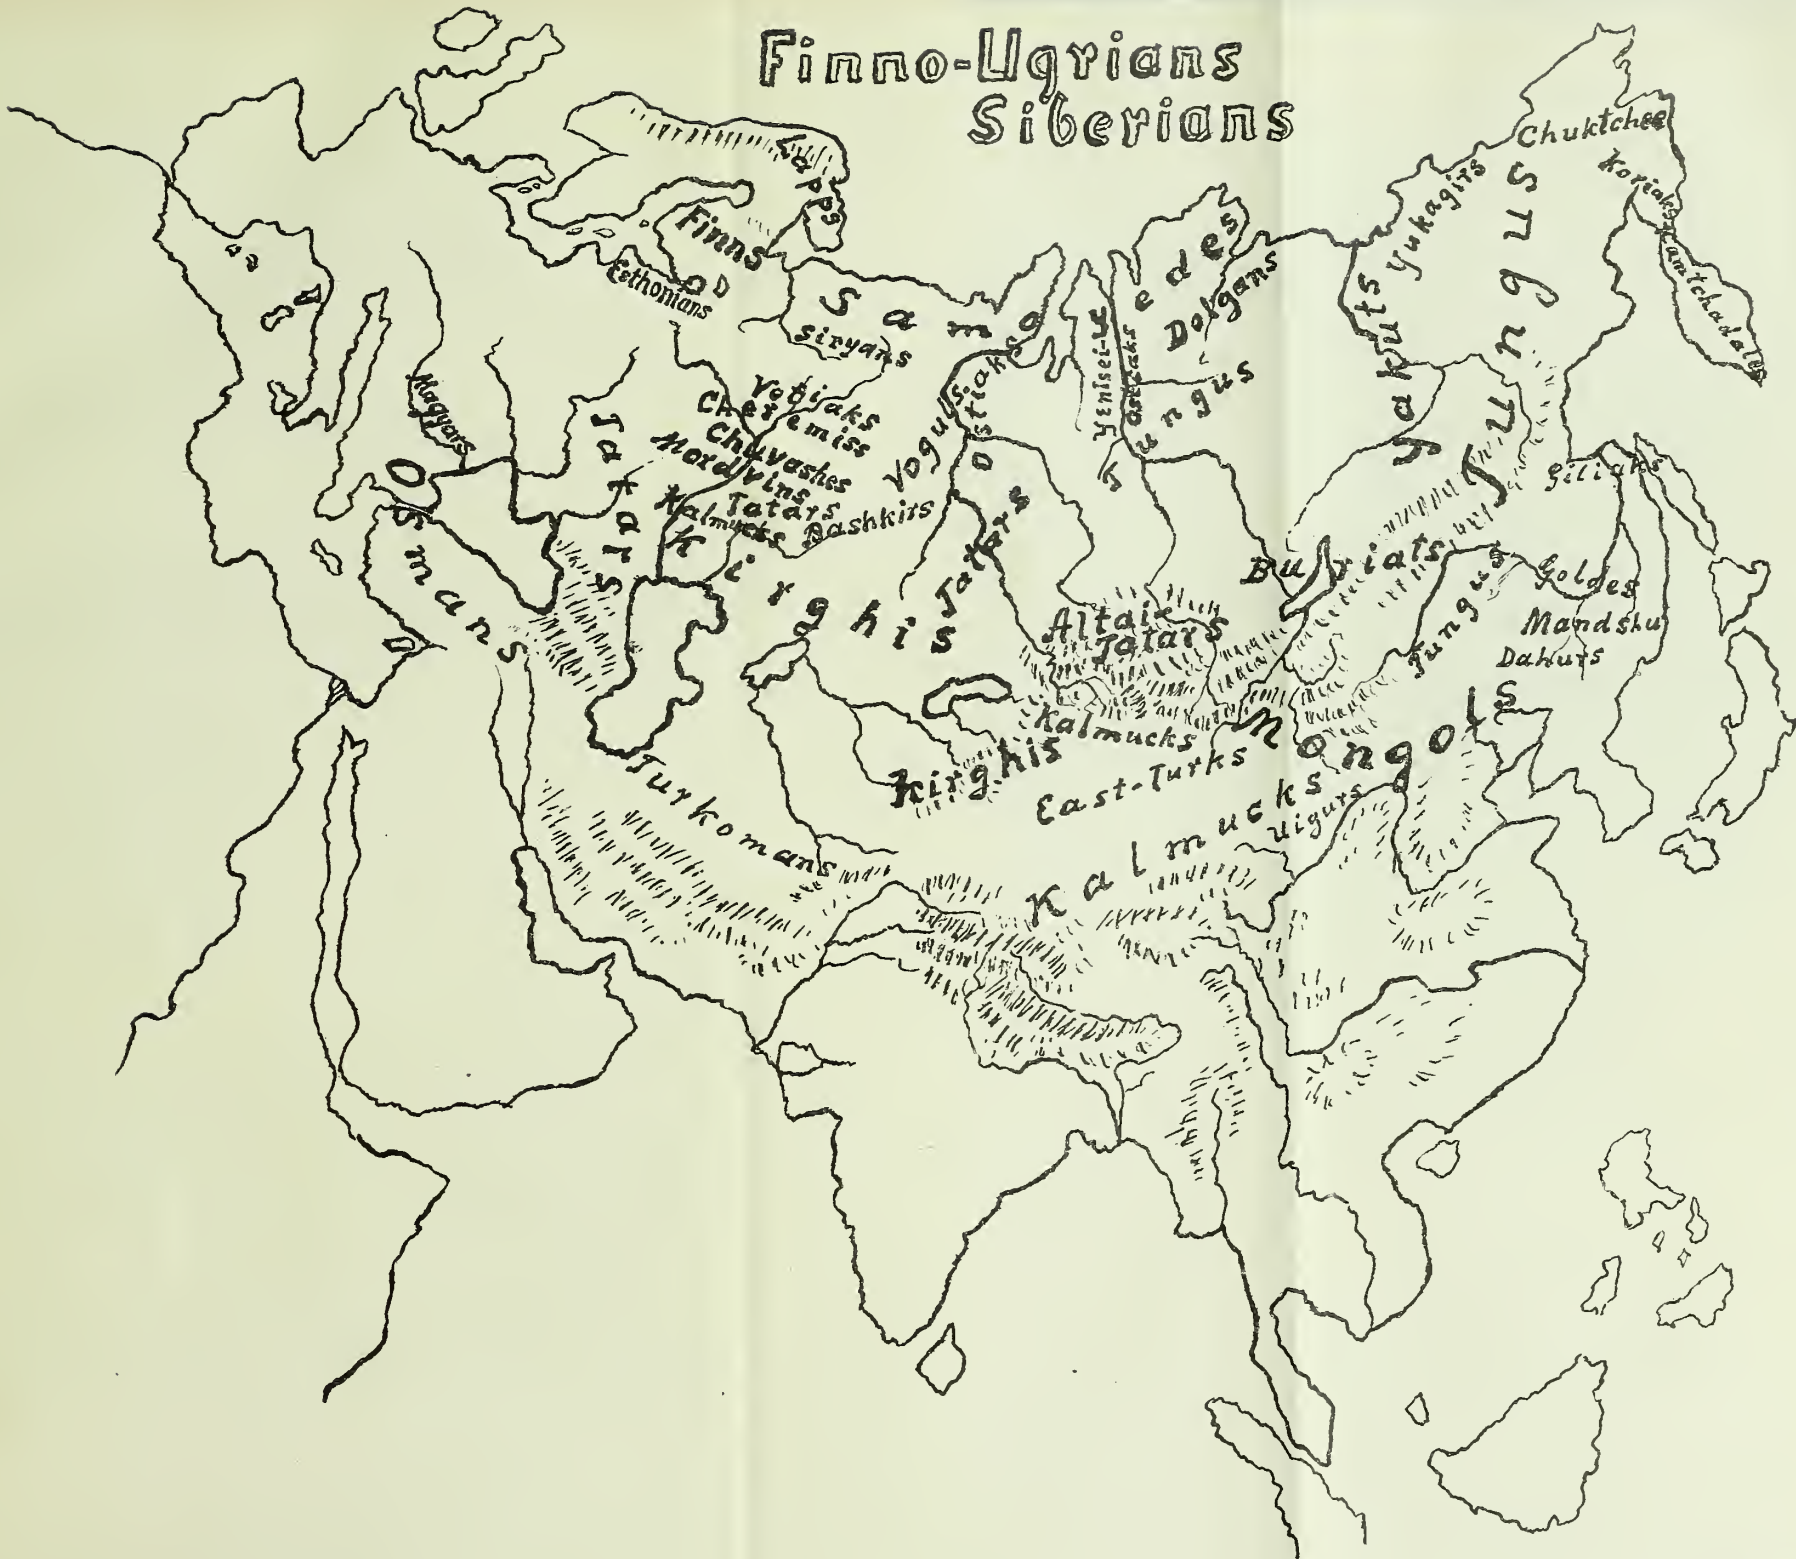 Finno-Ugrians
Siberians
Chuktchee
Koriaks
Kamtchadales
Yukagirs
Tungus
Yakuts
Lapps
Finns
Esthonians
Samoyedes
Dolgans
Siryans
Yenisei-
Ostiaks
Tungus
Ostiaks
Voguls
Votiaks
Cheremiss
Chuvashes
Mordvins
Tatars
Kalmucks
Bashkirs
Magyars
Tatars
Osmans
Kirghis
Tatars
Giliaks
Buriats
Goldes
Mandshu
Dahurs
Tungus
Altaic
Tatars
Kalmucks
Mongols
Kirghis
East-Turks
Turkomans
Kalmucks
Uigurs